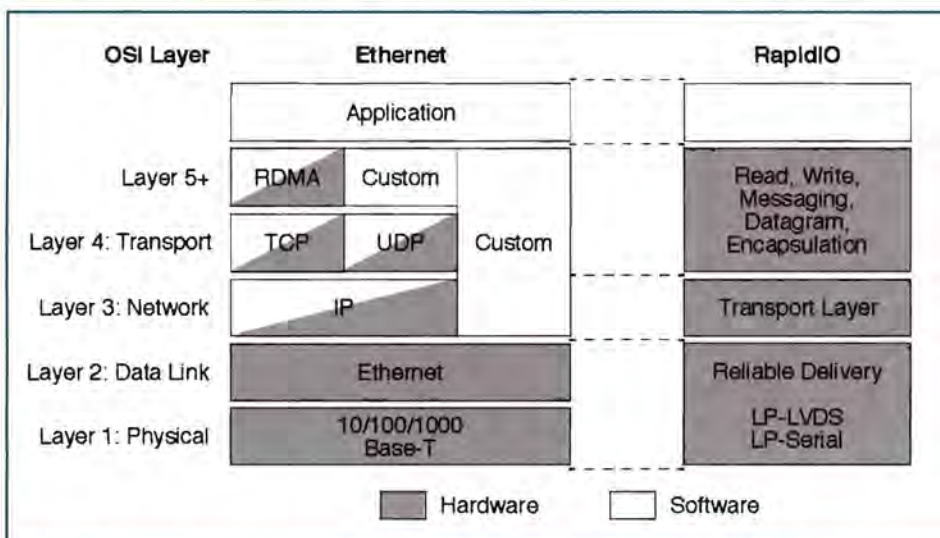 OSI Layer Ethernet RapidIO
Application
Layer 5+ RDMA Custom
Layer 4: Transport TCP UDP Custom
Layer 3: Network IP
Layer 2: Data Link Ethernet
Layer 1: Physical 10/100/1000
Base-T
Read, Write,
Messaging,
Datagram,
Encapsulation
Transport Layer
Reliable Delivery
LP-LVDS
LP-Serial
Hardware Software